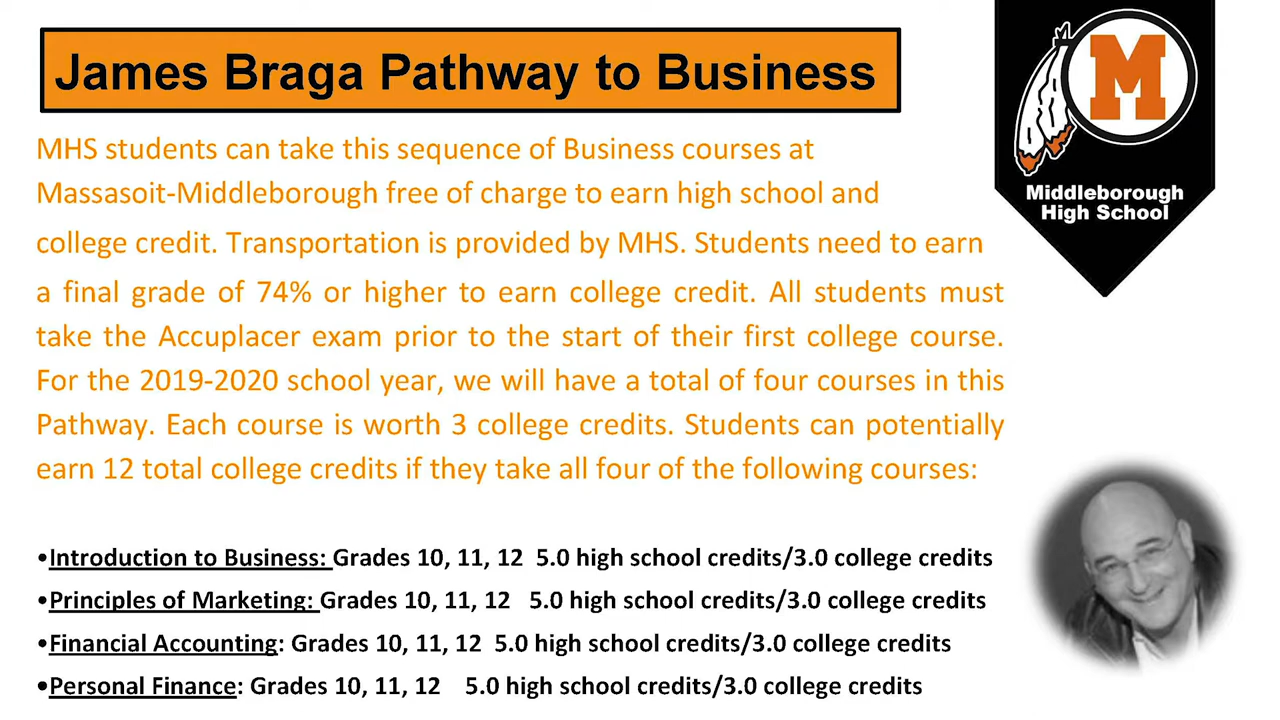 James Braga Pathway to Business
M
Middleborough
High School
MHS students can take this sequence of Business courses at
Massasoit-Middleborough free of charge to earn high school and
college credit. Transportation is provided by MHS. Students need to earn
a final grade of 74% or higher to earn college credit. All students must
take the Accuplacer exam prior to the start of their first college course.
For the 2019-2020 school year, we will have a total of four courses in this
Pathway. Each course is worth 3 college credits. Students can potentially
earn 12 total college credits if they take all four of the following courses:
•Introduction to Business: Grades 10, 11, 12 5.0 high school credits/3.0 college credits
•Principles of Marketing: Grades 10, 11, 12 5.0 high school credits/3.0 college credits
•Financial Accounting: Grades 10, 11, 12 5.0 high school credits/3.0 college credits
•Personal Finance: Grades 10, 11, 12 5.0 high school credits/3.0 college credits